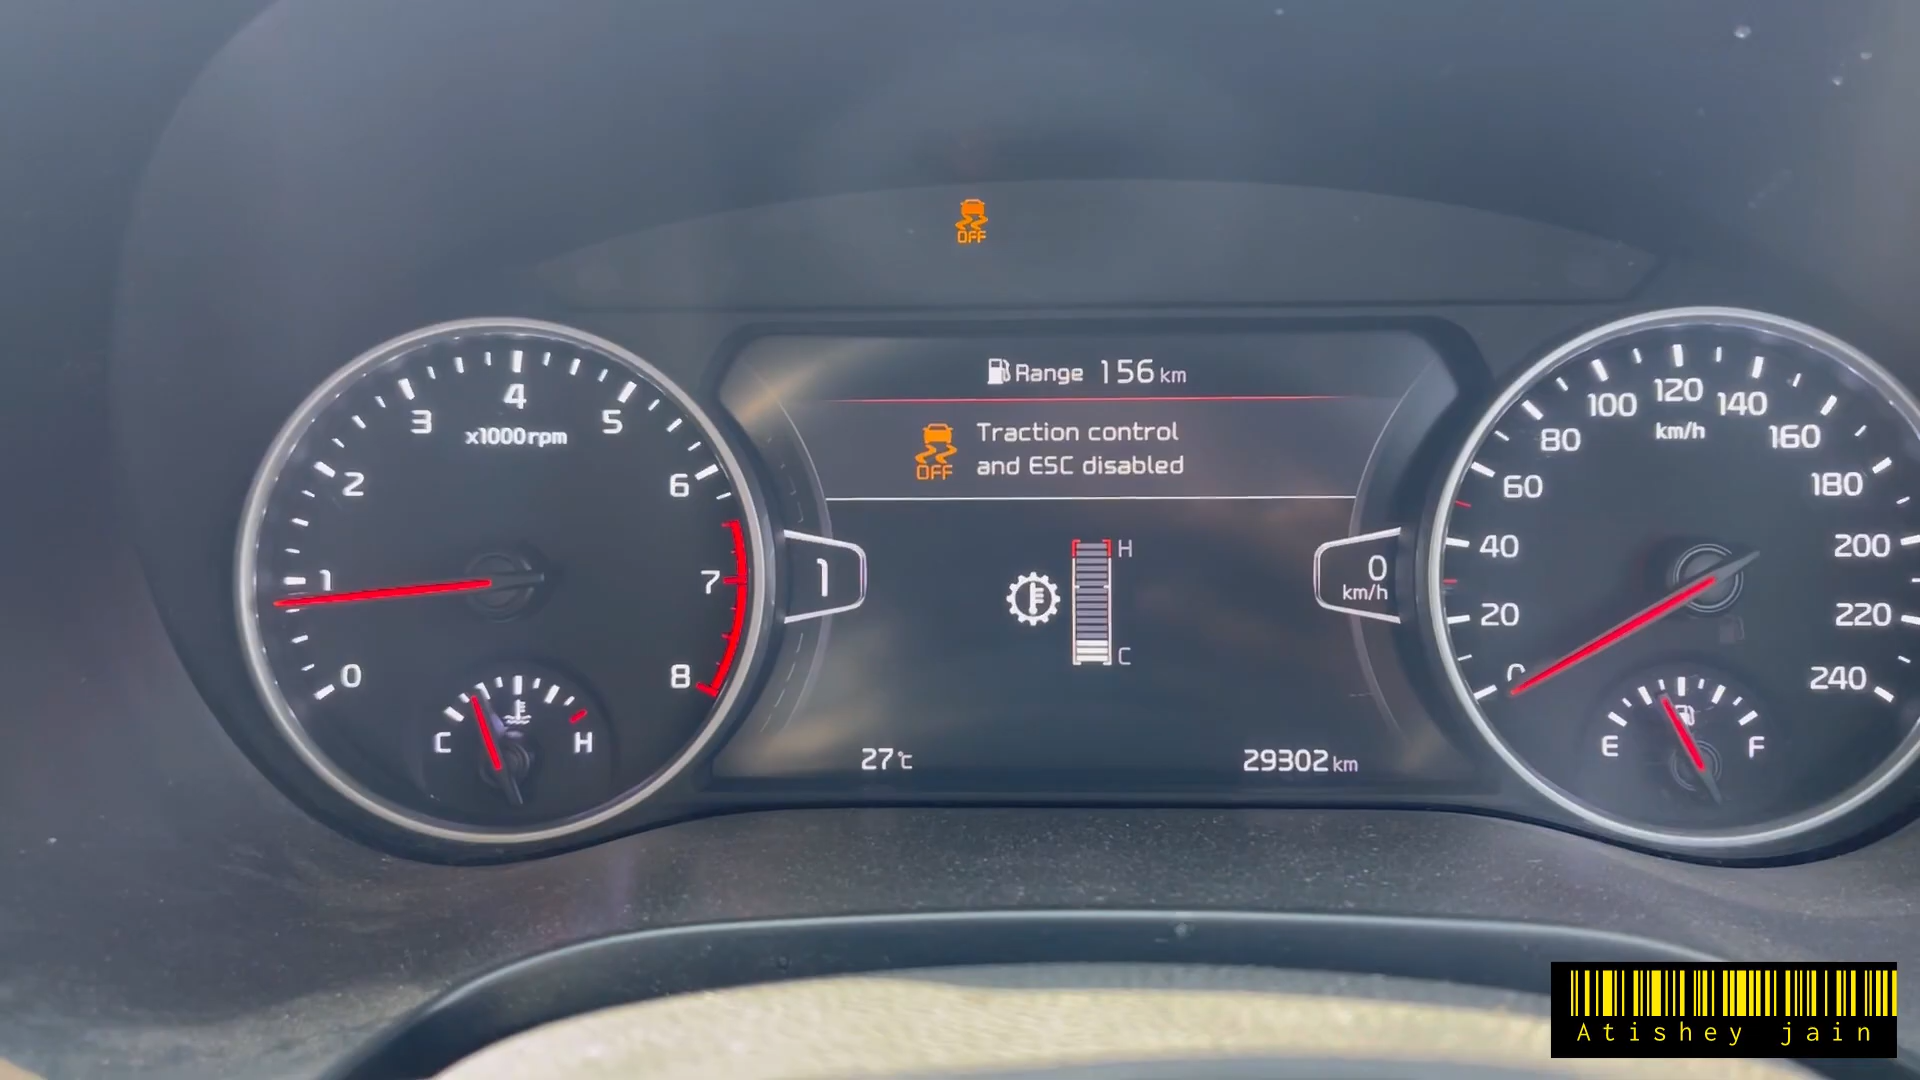 OFF
Range 156 km
OFF
Traction control
and ESC disabled
0
1
2
3
4
5
6
7
8
x1000rpm
C
H
1
H
C
0
km/h
27°C
29302 km
0
20
40
60
80
100
120
140
160
180
200
220
240
km/h
E
F
Atishey jain